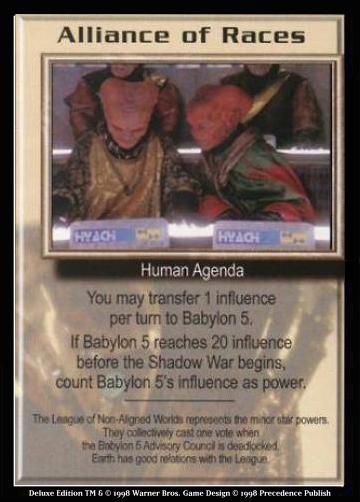 Alliance of Races
HYACH
HYACH
Human Agenda
You may transfer 1 influence
per turn to Babylon 5.
If Babylon 5 reaches 20 influence
before the Shadow War begins,
count Babylon 5's influence as power.
The League of Non-Aligned Worlds represents the minor star powers.
They collectively cast one vote when
the Babylon 5 Advisory Council is deadlocked.
Earth has good relations with the League.
Deluxe Edition TM & © 1998 Warner Bros. Game Design © 1998 Precedence Publish